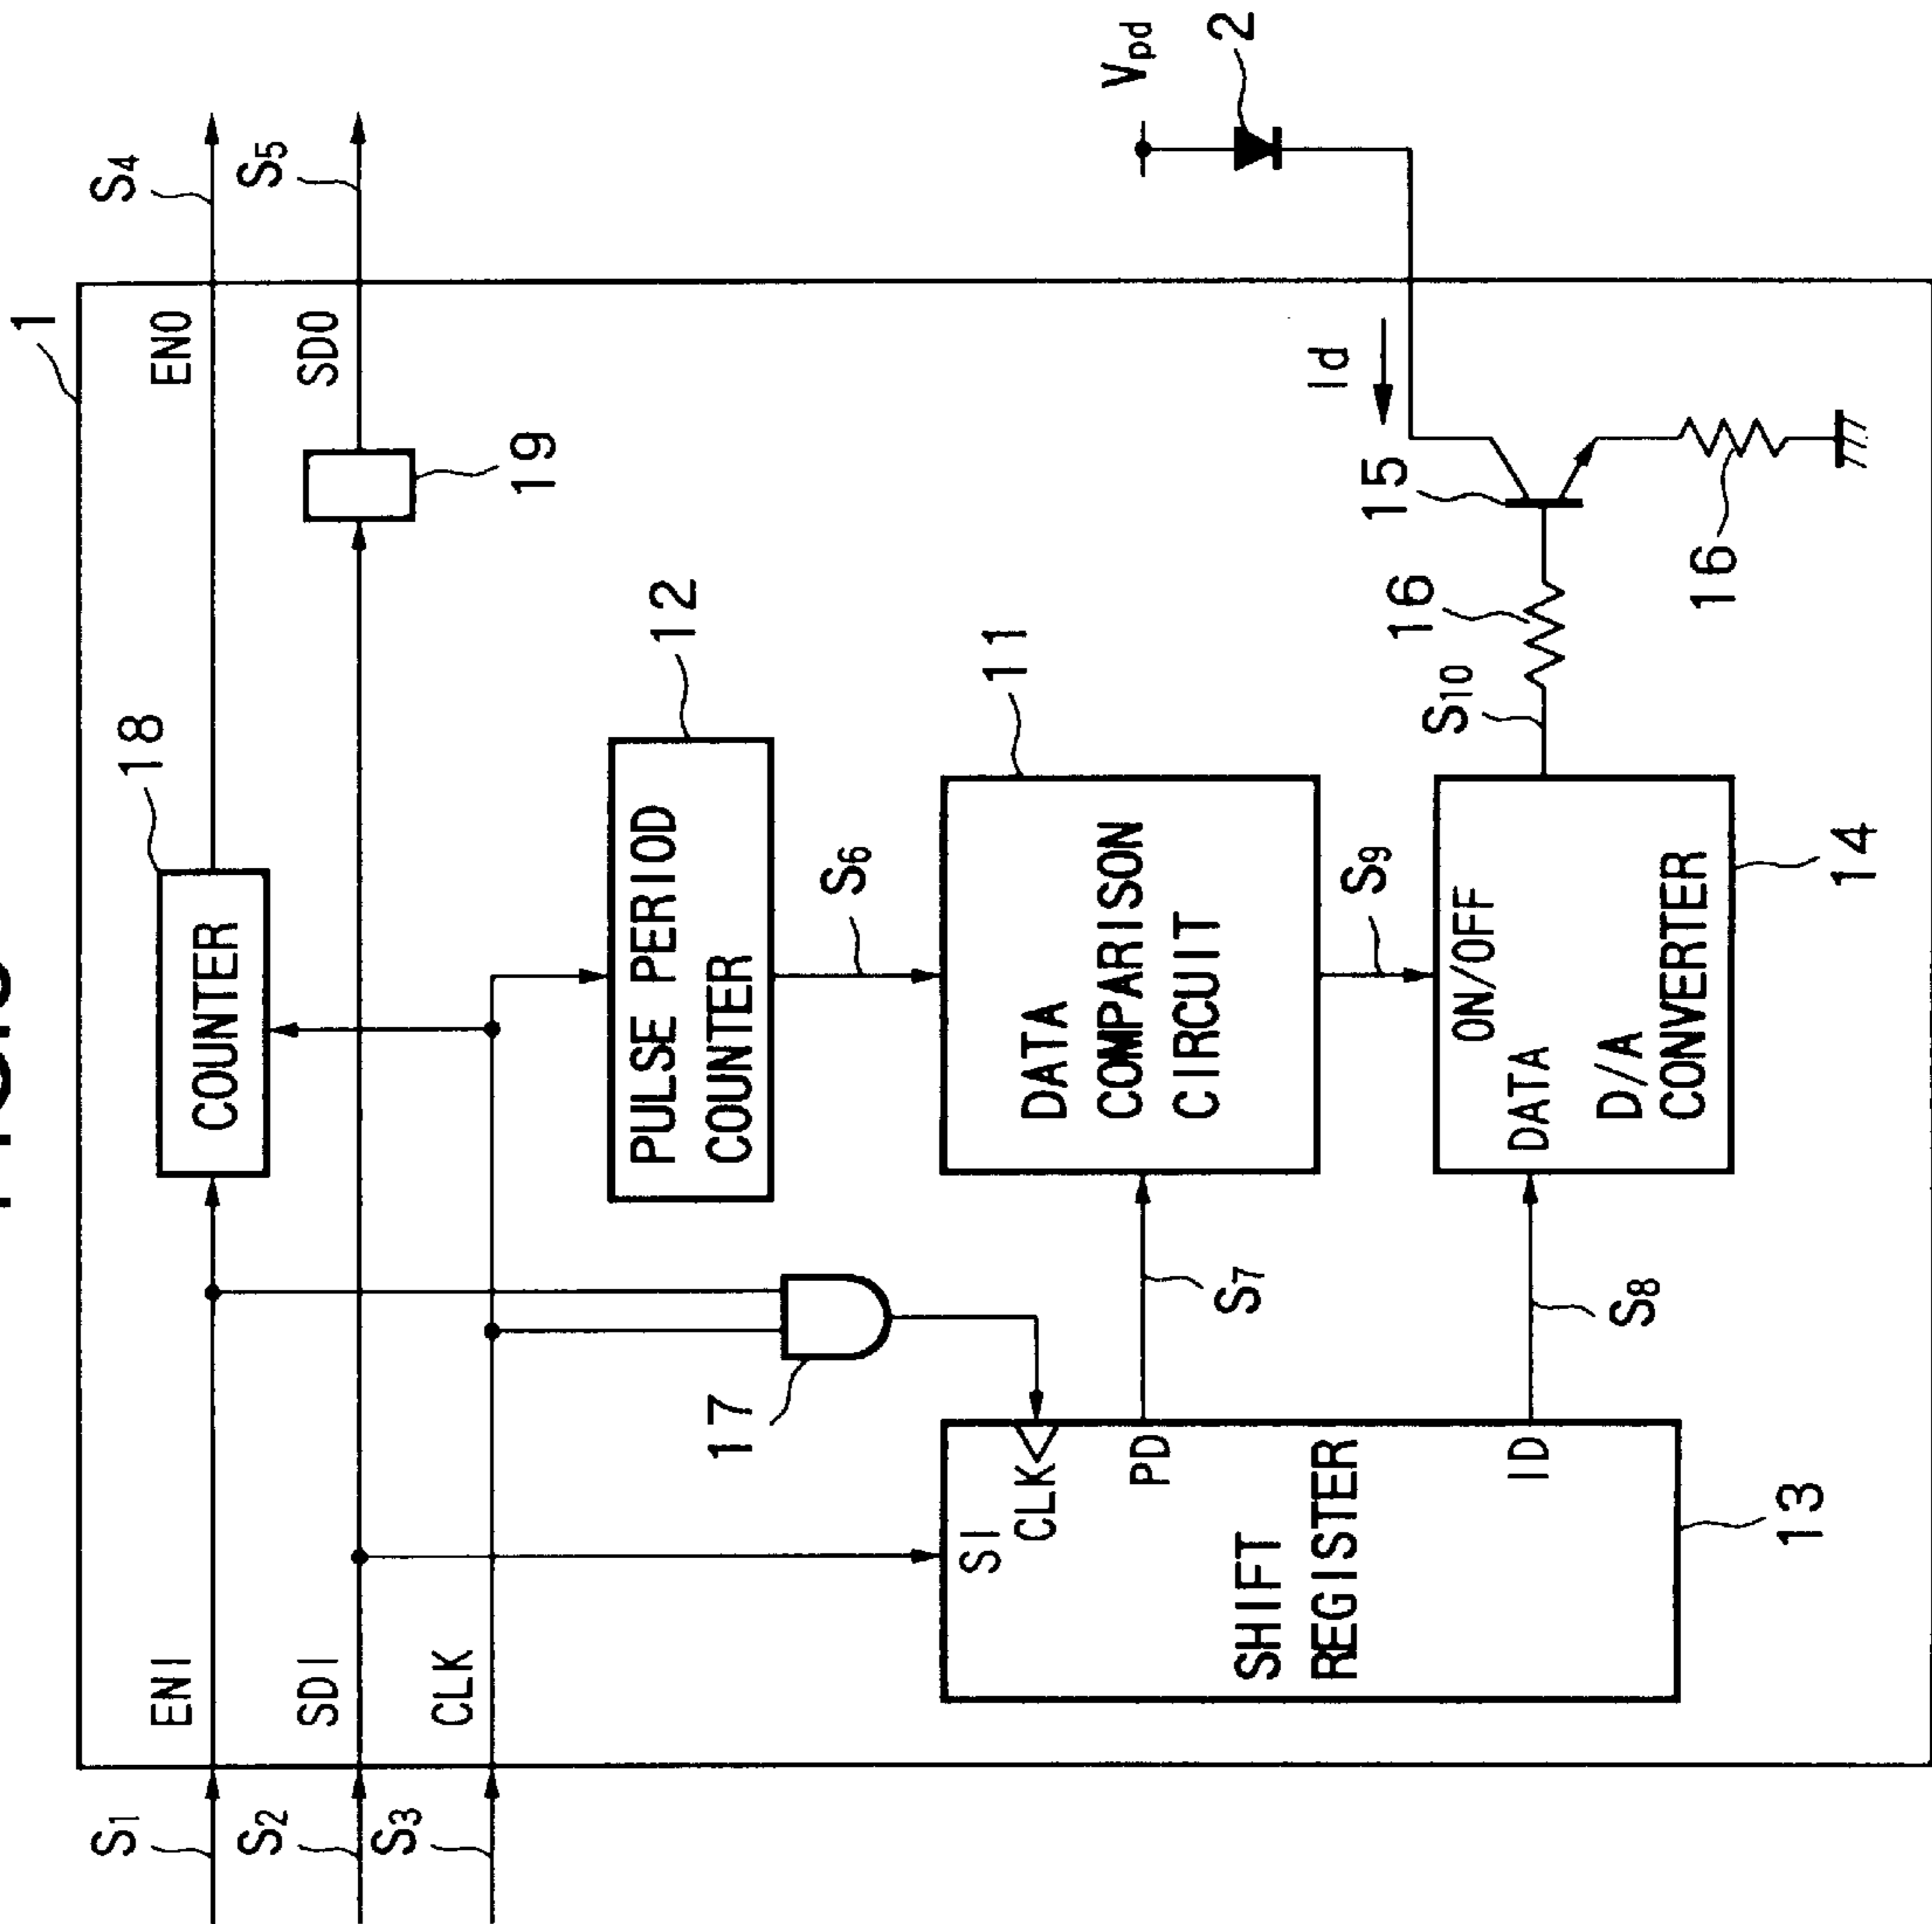 1
S1
ENI
18
ENO
S4
COUNTER
S2
SDI
SDO
S5
S3
CLK
19
PULSE PERIOD
COUNTER
12
17
S6
SI
CLK
PD
ID
SHIFT
REGISTER
13
DATA
COMPARISON
CIRCUIT
11
S7
Vpd
2
Id
S9
15
16
S10
ON/OFF
DATA
D/A
CONVERTER
14
S8
16